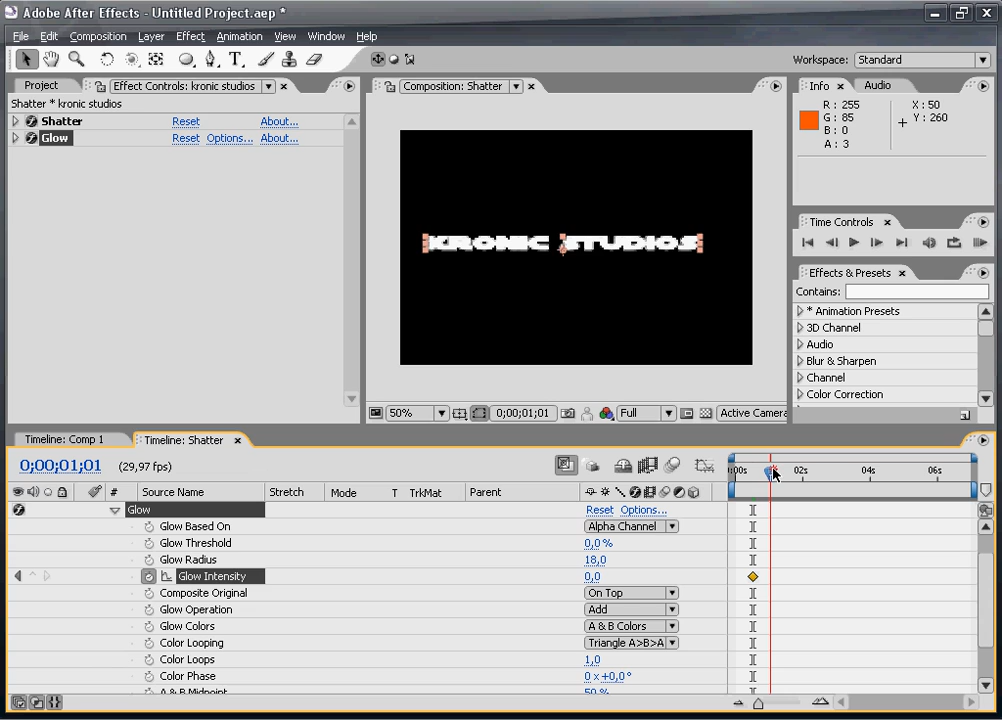 Adobe After Effects - Untitled Project.aep *
File Edit Composition Layer Effect Animation View Window Help
Workspace: Standard
Project Effect Controls: kronic studios
Shatter * kronic studios
Shatter Reset About...
Glow Reset Options... About...
Composition: Shatter
KRONIC STUDIOS
50% 0;00;01;01 Full Active Camera
Info Audio
R: 255 X: 50
G: 85 Y: 260
B: 0
A: 3
Time Controls
Effects & Presets
Contains:
* Animation Presets
3D Channel
Audio
Blur & Sharpen
Channel
Color Correction
Timeline: Comp 1 Timeline: Shatter
0;00;01;01 (29,97 fps)
:00s 02s 04s 06s
# Source Name Stretch Mode T TrkMat Parent
Glow Reset Options...
Glow Based On Alpha Channel
Glow Threshold 0,0 %
Glow Radius 18,0
Glow Intensity 0,0
Composite Original On Top
Glow Operation Add
Glow Colors A & B Colors
Color Looping Triangle A>B>A
Color Loops 1,0
Color Phase 0 x +0,0°
A & B Midpoint 50 %